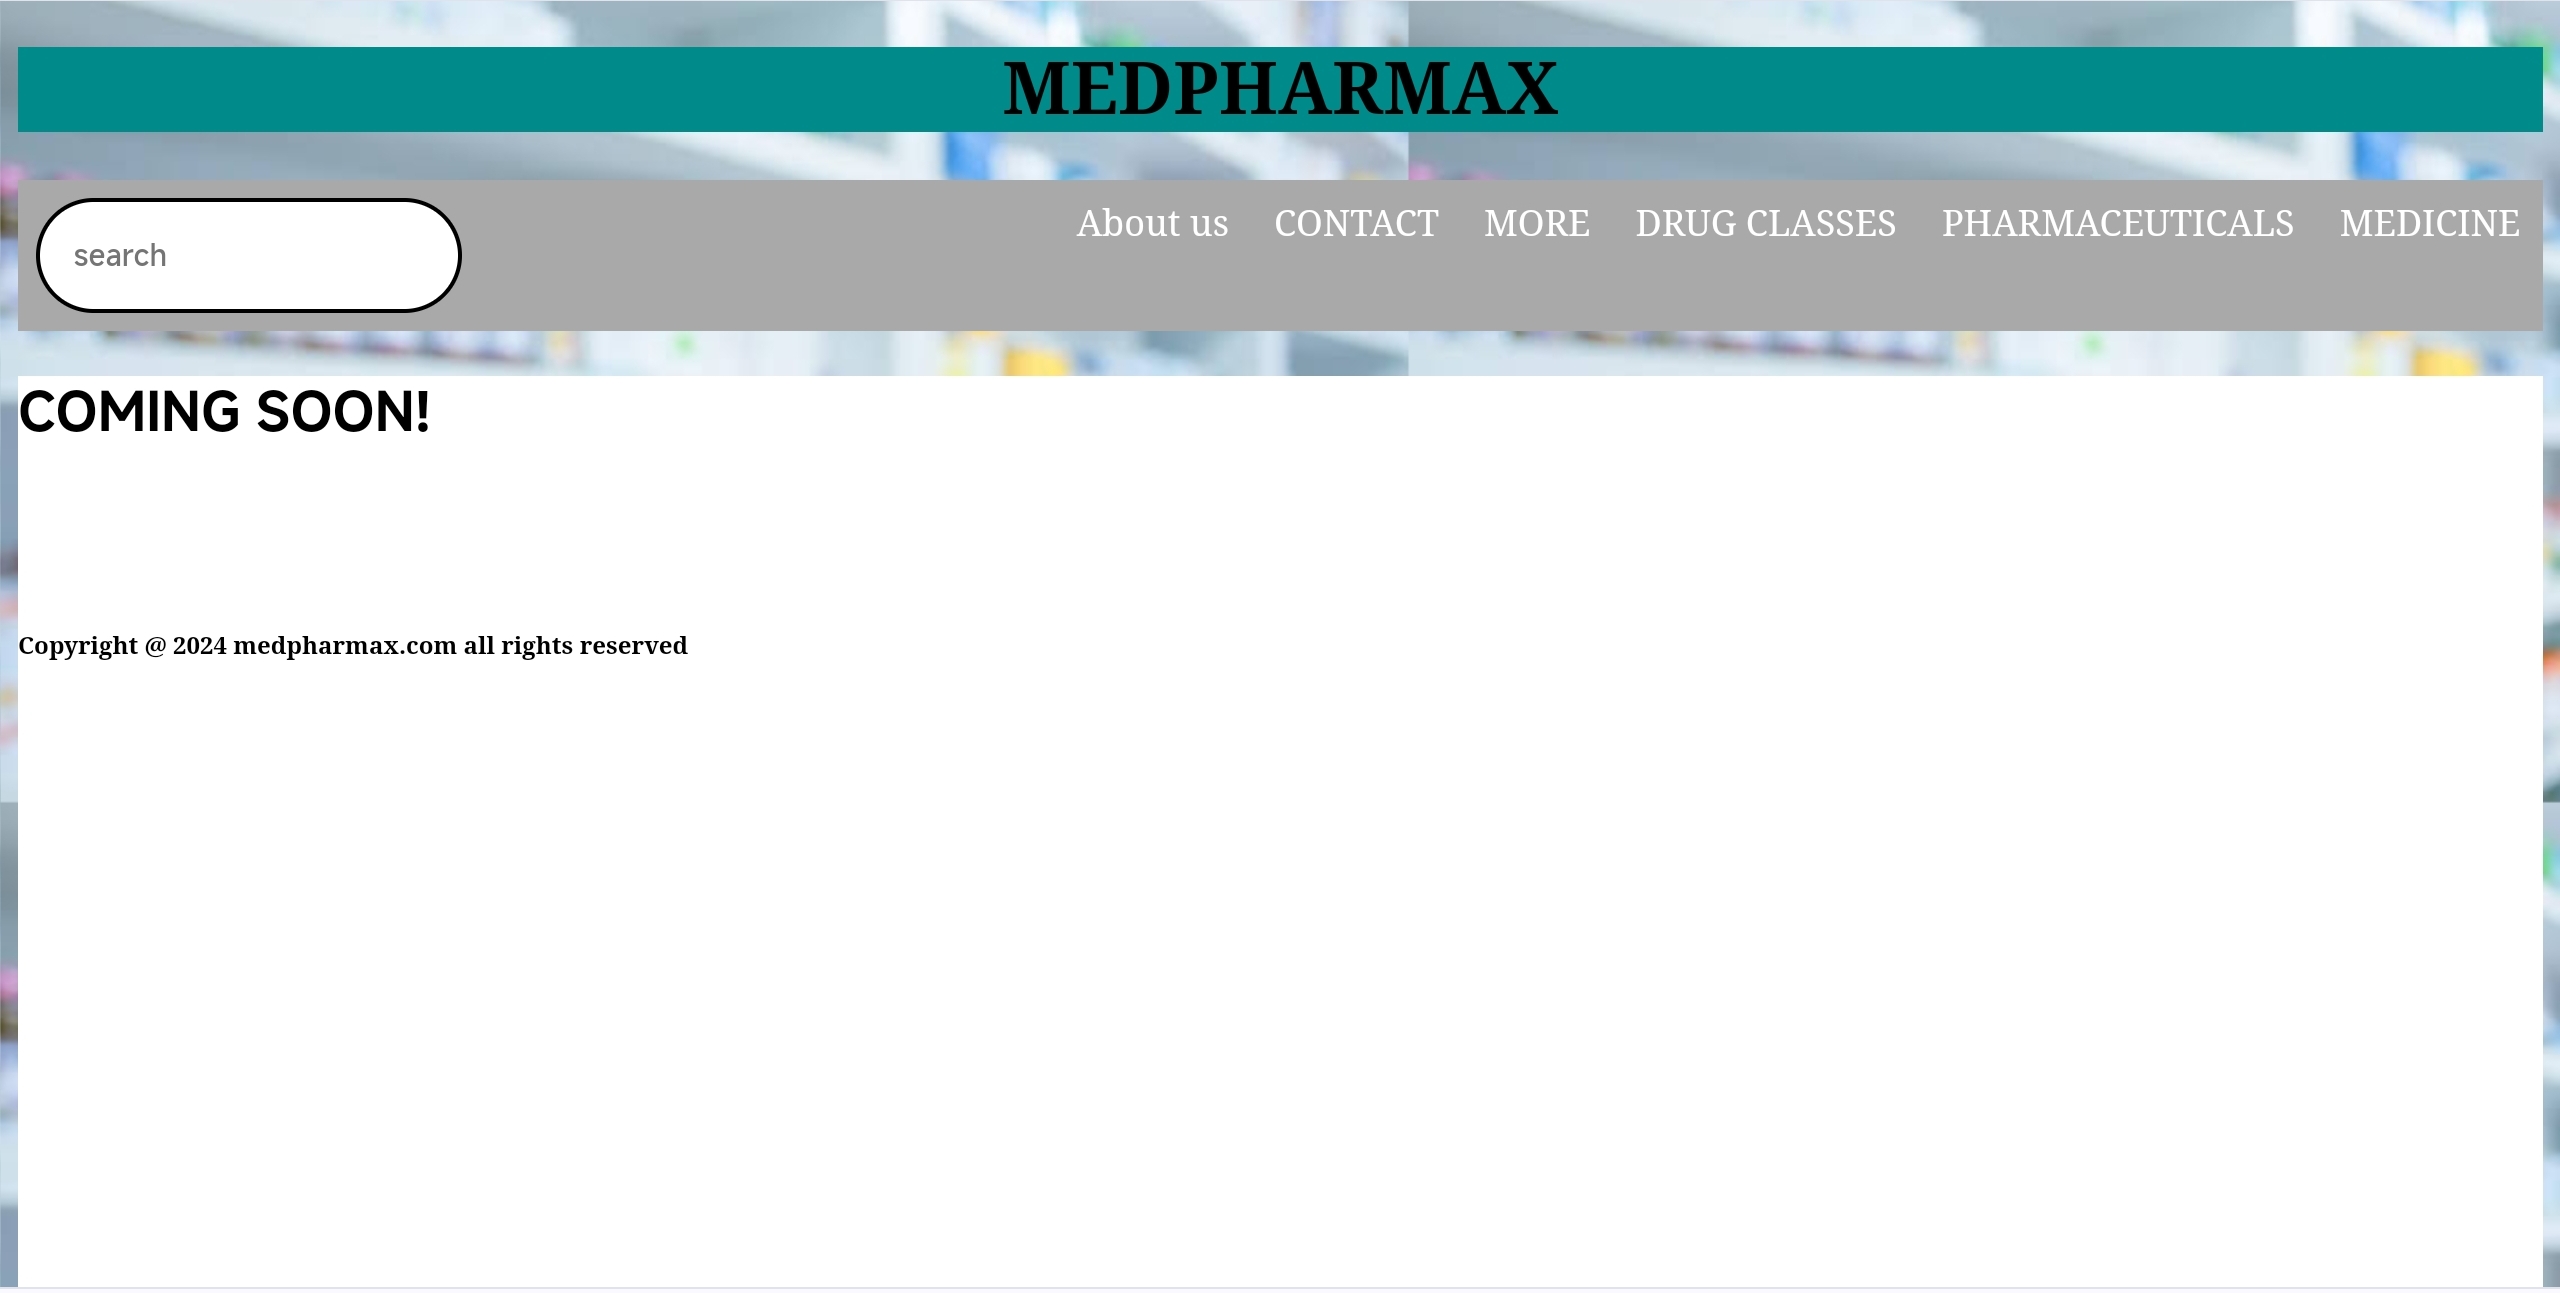 MEDPHARMAX
search
About us CONTACT MORE DRUG CLASSES PHARMACEUTICALS MEDICINE
COMING SOON!
Copyright @ 2024 medpharmax.com all rights reserved